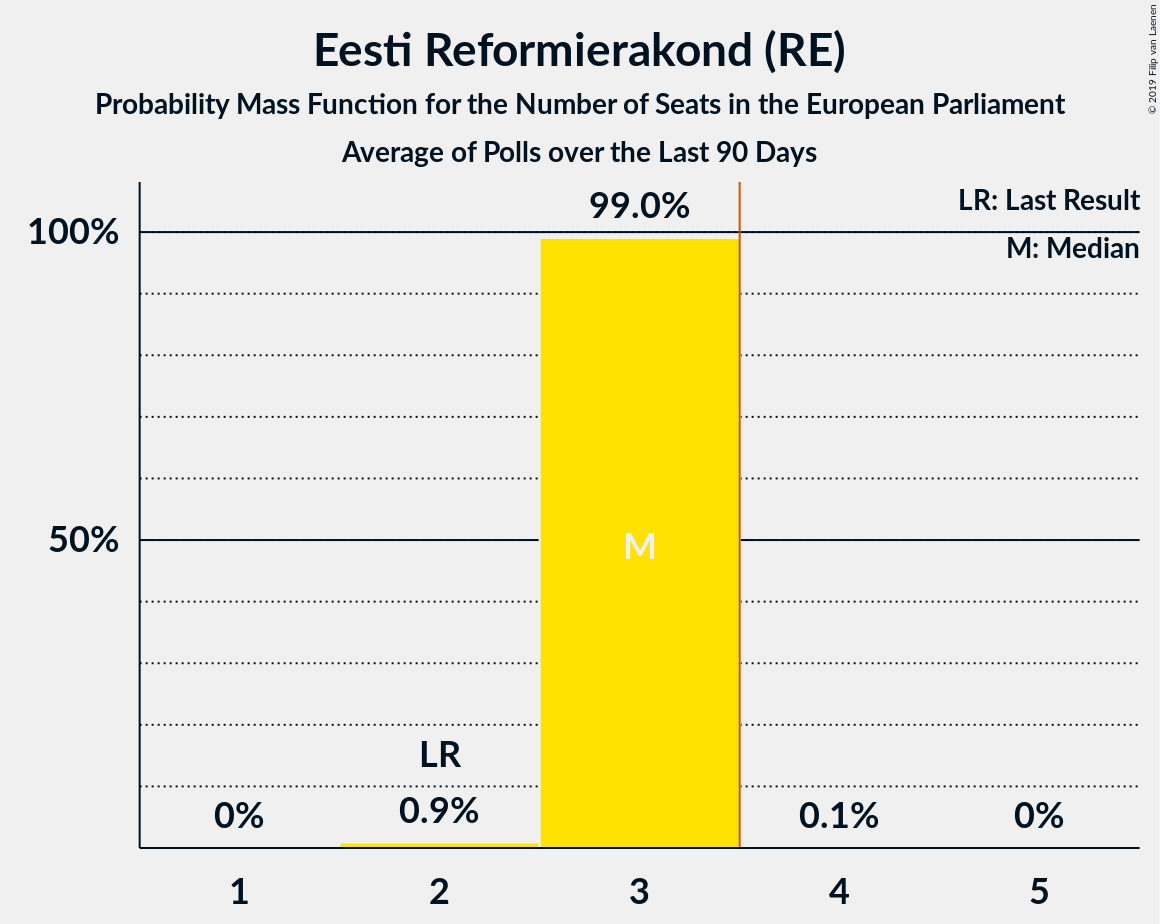 Eesti Reformierakond (RE)
Probability Mass Function for the Number of Seats in the European Parliament
Average of Polls over the Last 90 Days
© 2019 Filip van Laenen
LR: Last Result
M: Median
99.0%
100%
50%
M
LR
0%
0.9%
0.1%
0%
1
2
3
4
5